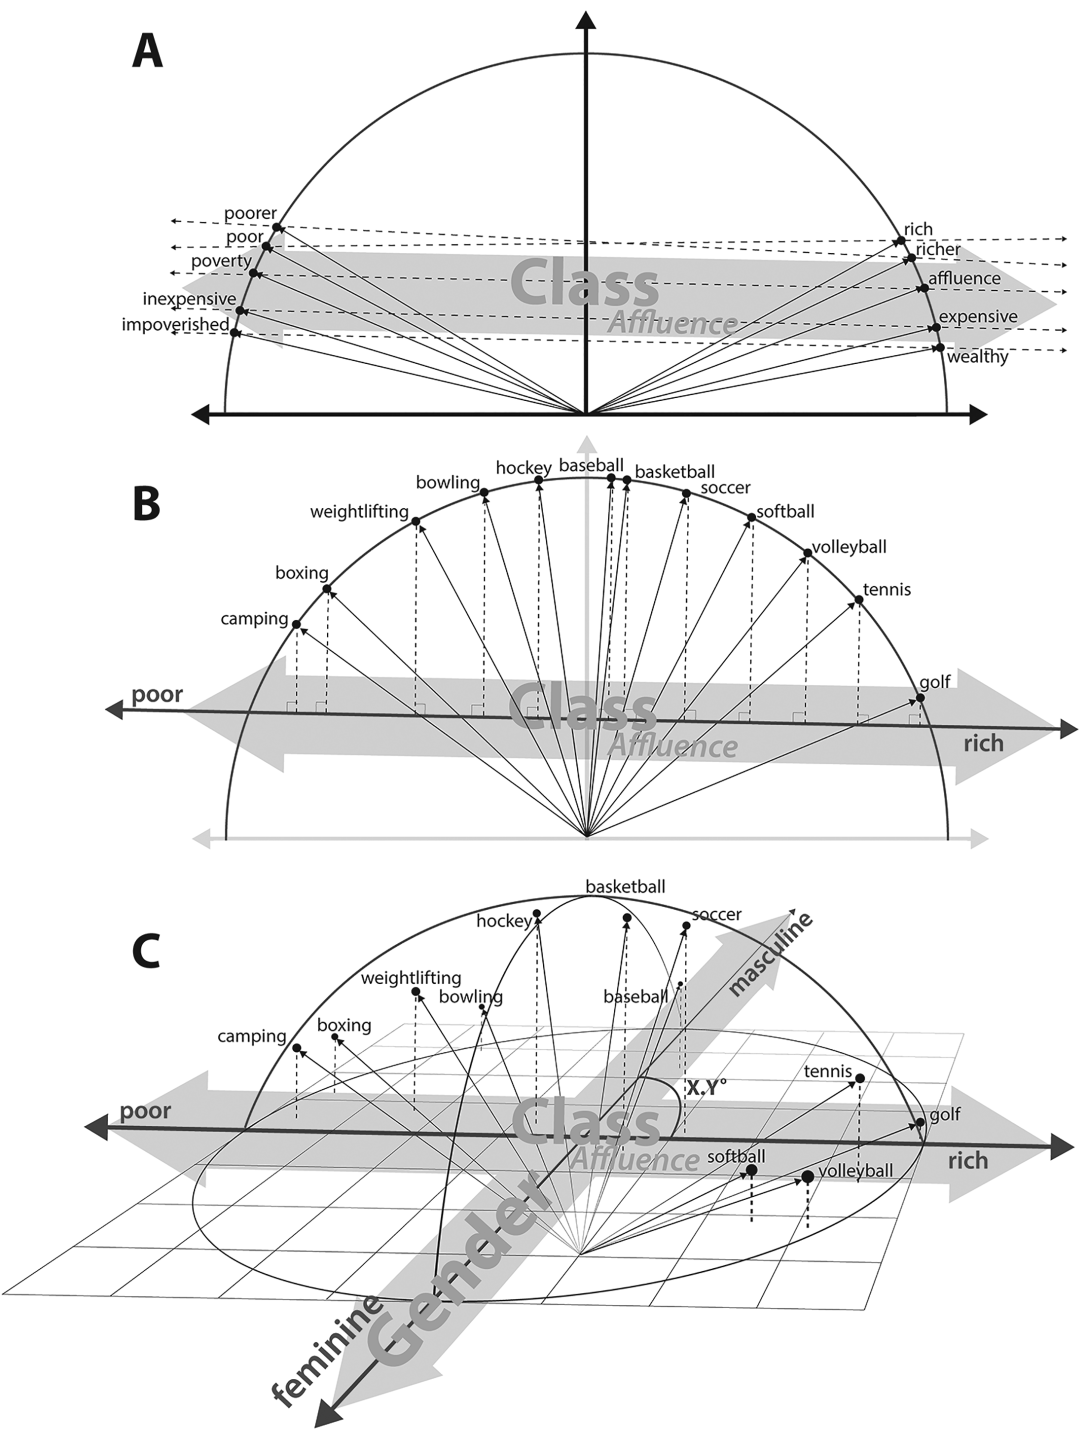 A
poorer
poor
poverty
inexpensive
impoverished
rich
richer
affluence
expensive
wealthy
Class
Affluence
B
hockey baseball basketball
bowling
soccer
weightlifting
softball
volleyball
boxing
tennis
camping
golf
poor
Class
Affluence
rich
C
basketball
hockey
soccer
masculine
weightlifting
bowling
baseball
camping
boxing
tennis
X.Y°
poor
Class
golf
Affluence
softball
rich
volleyball
Gender
feminine